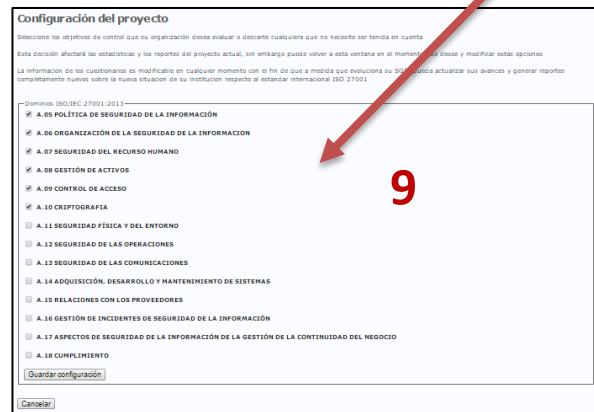 Configuración del proyecto
Seleccione los objetivos de control que su organización desea evaluar o descarte cualquiera que no necesite ser tenida en cuenta
Esta decisión afectará las estadísticas y los reportes del proyecto actual, sin embargo puede volver a esta ventana en el momento desee y modificar estas opciones
La informacion de los cuestionarios es modificable en cualquier momento con el fin de que a medida que evoluciona su pueda actualizar sus avances y generar reportes
completamente nuevos sobre la nueva situacion de su institucion respecto al estandar internacional ISO 27001
Dominios ISO/IEC 27001:2013
A.05 POLÍTICA DE SEGURIDAD DE LA INFORMACIÓN
A.06 ORGANIZACIÓN DE LA SEGURIDAD DE LA INFORMACION
A.07 SEGURIDAD DEL RECURSO HUMANO
A.08 GESTIÓN DE ACTIVOS
A.09 CONTROL DE ACCESO
9
A.10 CRIPTOGRAFIA
A.11 SEGURIDAD FÍSICA Y DEL ENTORNO
A.12 SEGURIDAD DE LAS OPERACIONES
A.13 SEGURIDAD DE LAS COMUNICACIONES
A.14 ADQUISICIÓN, DESARROLLO Y MANTENIMIENTO DE SISTEMAS
A.15 RELACIONES CON LOS PROVEEDORES
A.16 GESTIÓN DE INCIDENTES DE SEGURIDAD DE LA INFORMACIÓN
A.17 ASPECTOS DE SEGURIDAD DE LA INFORMACIÓN DE LA GESTIÓN DE LA CONTINUIDAD DEL NEGOCIO
A.18 CUMPLIMIENTO
Guardar configuración
Cancelar